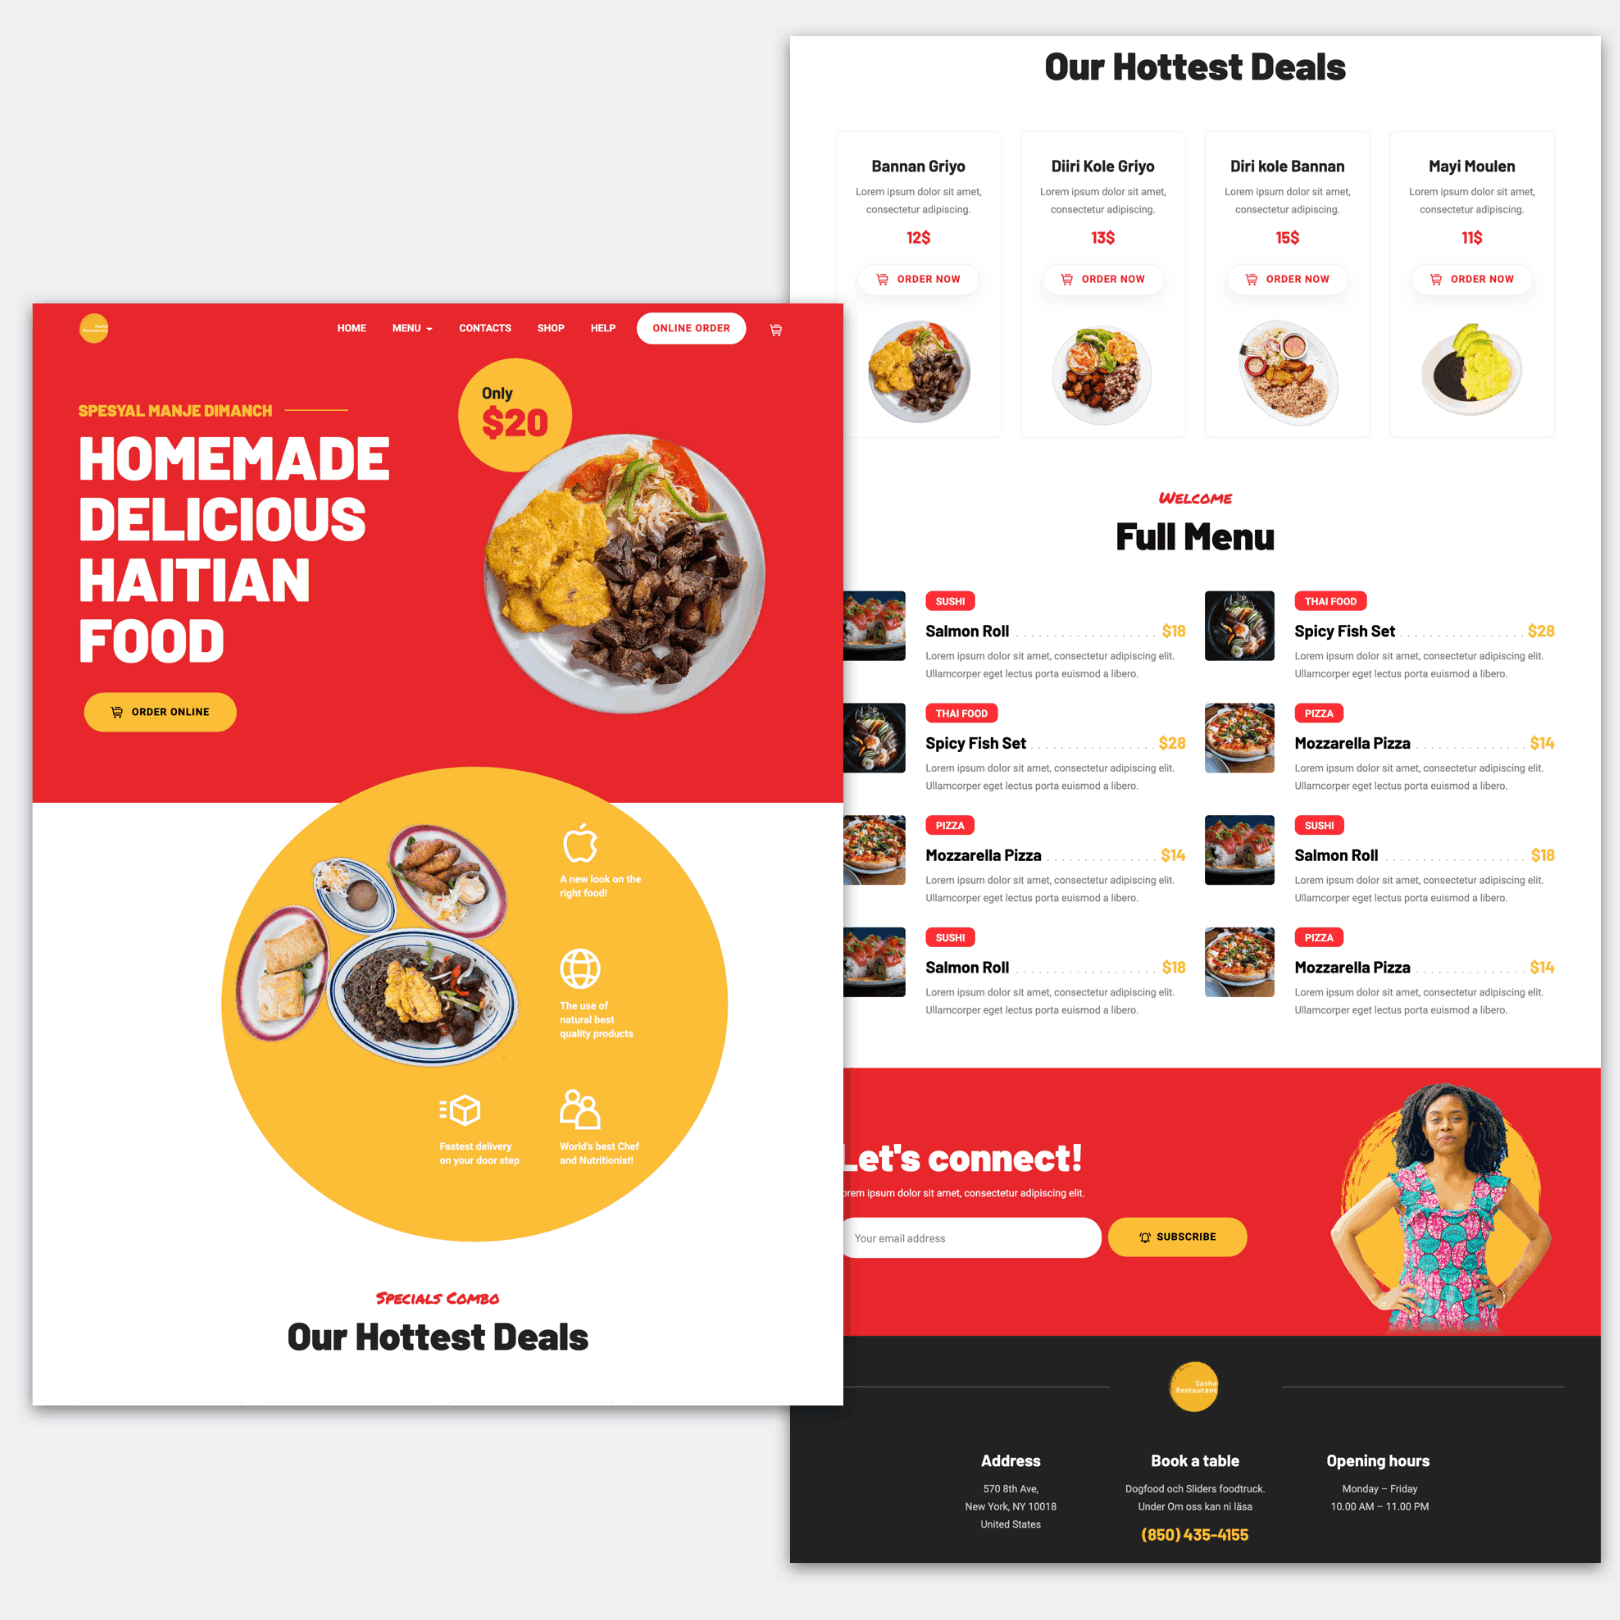 Sasha
Restaurant
HOME
MENU
CONTACTS
SHOP
HELP
ONLINE ORDER
Only
$20
SPESYAL MANJE DIMANCH
HOMEMADE
DELICIOUS
HAITIAN
FOOD
ORDER ONLINE
A new look on the
right food!
The use of
natural best
quality products
Fastest delivery
on your door step
World's best Chef
and Nutritionist!
Specials Combo
Our Hottest Deals
Our Hottest Deals
Bannan Griyo
Lorem ipsum dolor sit amet,
consectetur adipiscing.
12$
ORDER NOW
Diiri Kole Griyo
Lorem ipsum dolor sit amet,
consectetur adipiscing.
13$
ORDER NOW
Diri kole Bannan
Lorem ipsum dolor sit amet,
consectetur adipiscing.
15$
ORDER NOW
Mayi Moulen
Lorem ipsum dolor sit amet,
consectetur adipiscing.
11$
ORDER NOW
Welcome
Full Menu
SUSHI
Salmon Roll $18
Lorem ipsum dolor sit amet, consectetur adipiscing elit.
Ullamcorper eget lectus porta euismod a libero.
THAI FOOD
Spicy Fish Set $28
Lorem ipsum dolor sit amet, consectetur adipiscing elit.
Ullamcorper eget lectus porta euismod a libero.
THAI FOOD
Spicy Fish Set $28
Lorem ipsum dolor sit amet, consectetur adipiscing elit.
Ullamcorper eget lectus porta euismod a libero.
PIZZA
Mozzarella Pizza $14
Lorem ipsum dolor sit amet, consectetur adipiscing elit.
Ullamcorper eget lectus porta euismod a libero.
PIZZA
Mozzarella Pizza $14
Lorem ipsum dolor sit amet, consectetur adipiscing elit.
Ullamcorper eget lectus porta euismod a libero.
SUSHI
Salmon Roll $18
Lorem ipsum dolor sit amet, consectetur adipiscing elit.
Ullamcorper eget lectus porta euismod a libero.
SUSHI
Salmon Roll $18
Lorem ipsum dolor sit amet, consectetur adipiscing elit.
Ullamcorper eget lectus porta euismod a libero.
PIZZA
Mozzarella Pizza $14
Lorem ipsum dolor sit amet, consectetur adipiscing elit.
Ullamcorper eget lectus porta euismod a libero.
Let's connect!
orem ipsum dolor sit amet, consectetur adipiscing elit.
Your email address
SUBSCRIBE
Sasha
Restaurant
Address
570 8th Ave,
New York, NY 10018
United States
Book a table
Dogfood och Sliders foodtruck.
Under Om oss kan ni läsa
(850) 435-4155
Opening hours
Monday – Friday
10.00 AM – 11.00 PM